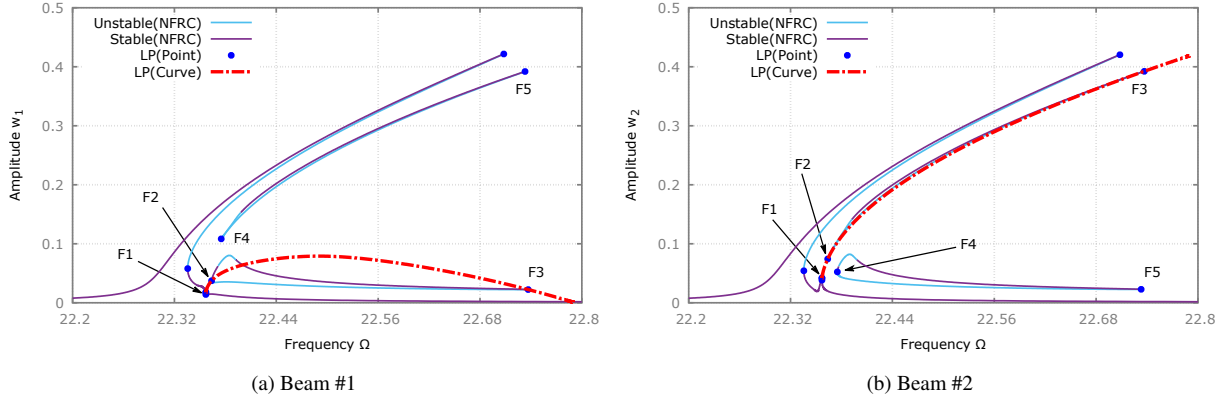 Unstable(NFRC)
Stable(NFRC)
LP(Point)
LP(Curve)
Amplitude w1
0.5
0.4
0.3
0.2
0.1
0
F5
F2
F1
F4
F3
22.2
22.32
22.44
22.56
22.68
22.8
Frequency Ω
(a) Beam #1
Unstable(NFRC)
Stable(NFRC)
LP(Point)
LP(Curve)
Amplitude w2
0.5
0.4
0.3
0.2
0.1
0
F3
F2
F1
F4
F5
22.2
22.32
22.44
22.56
22.68
22.8
Frequency Ω
(b) Beam #2